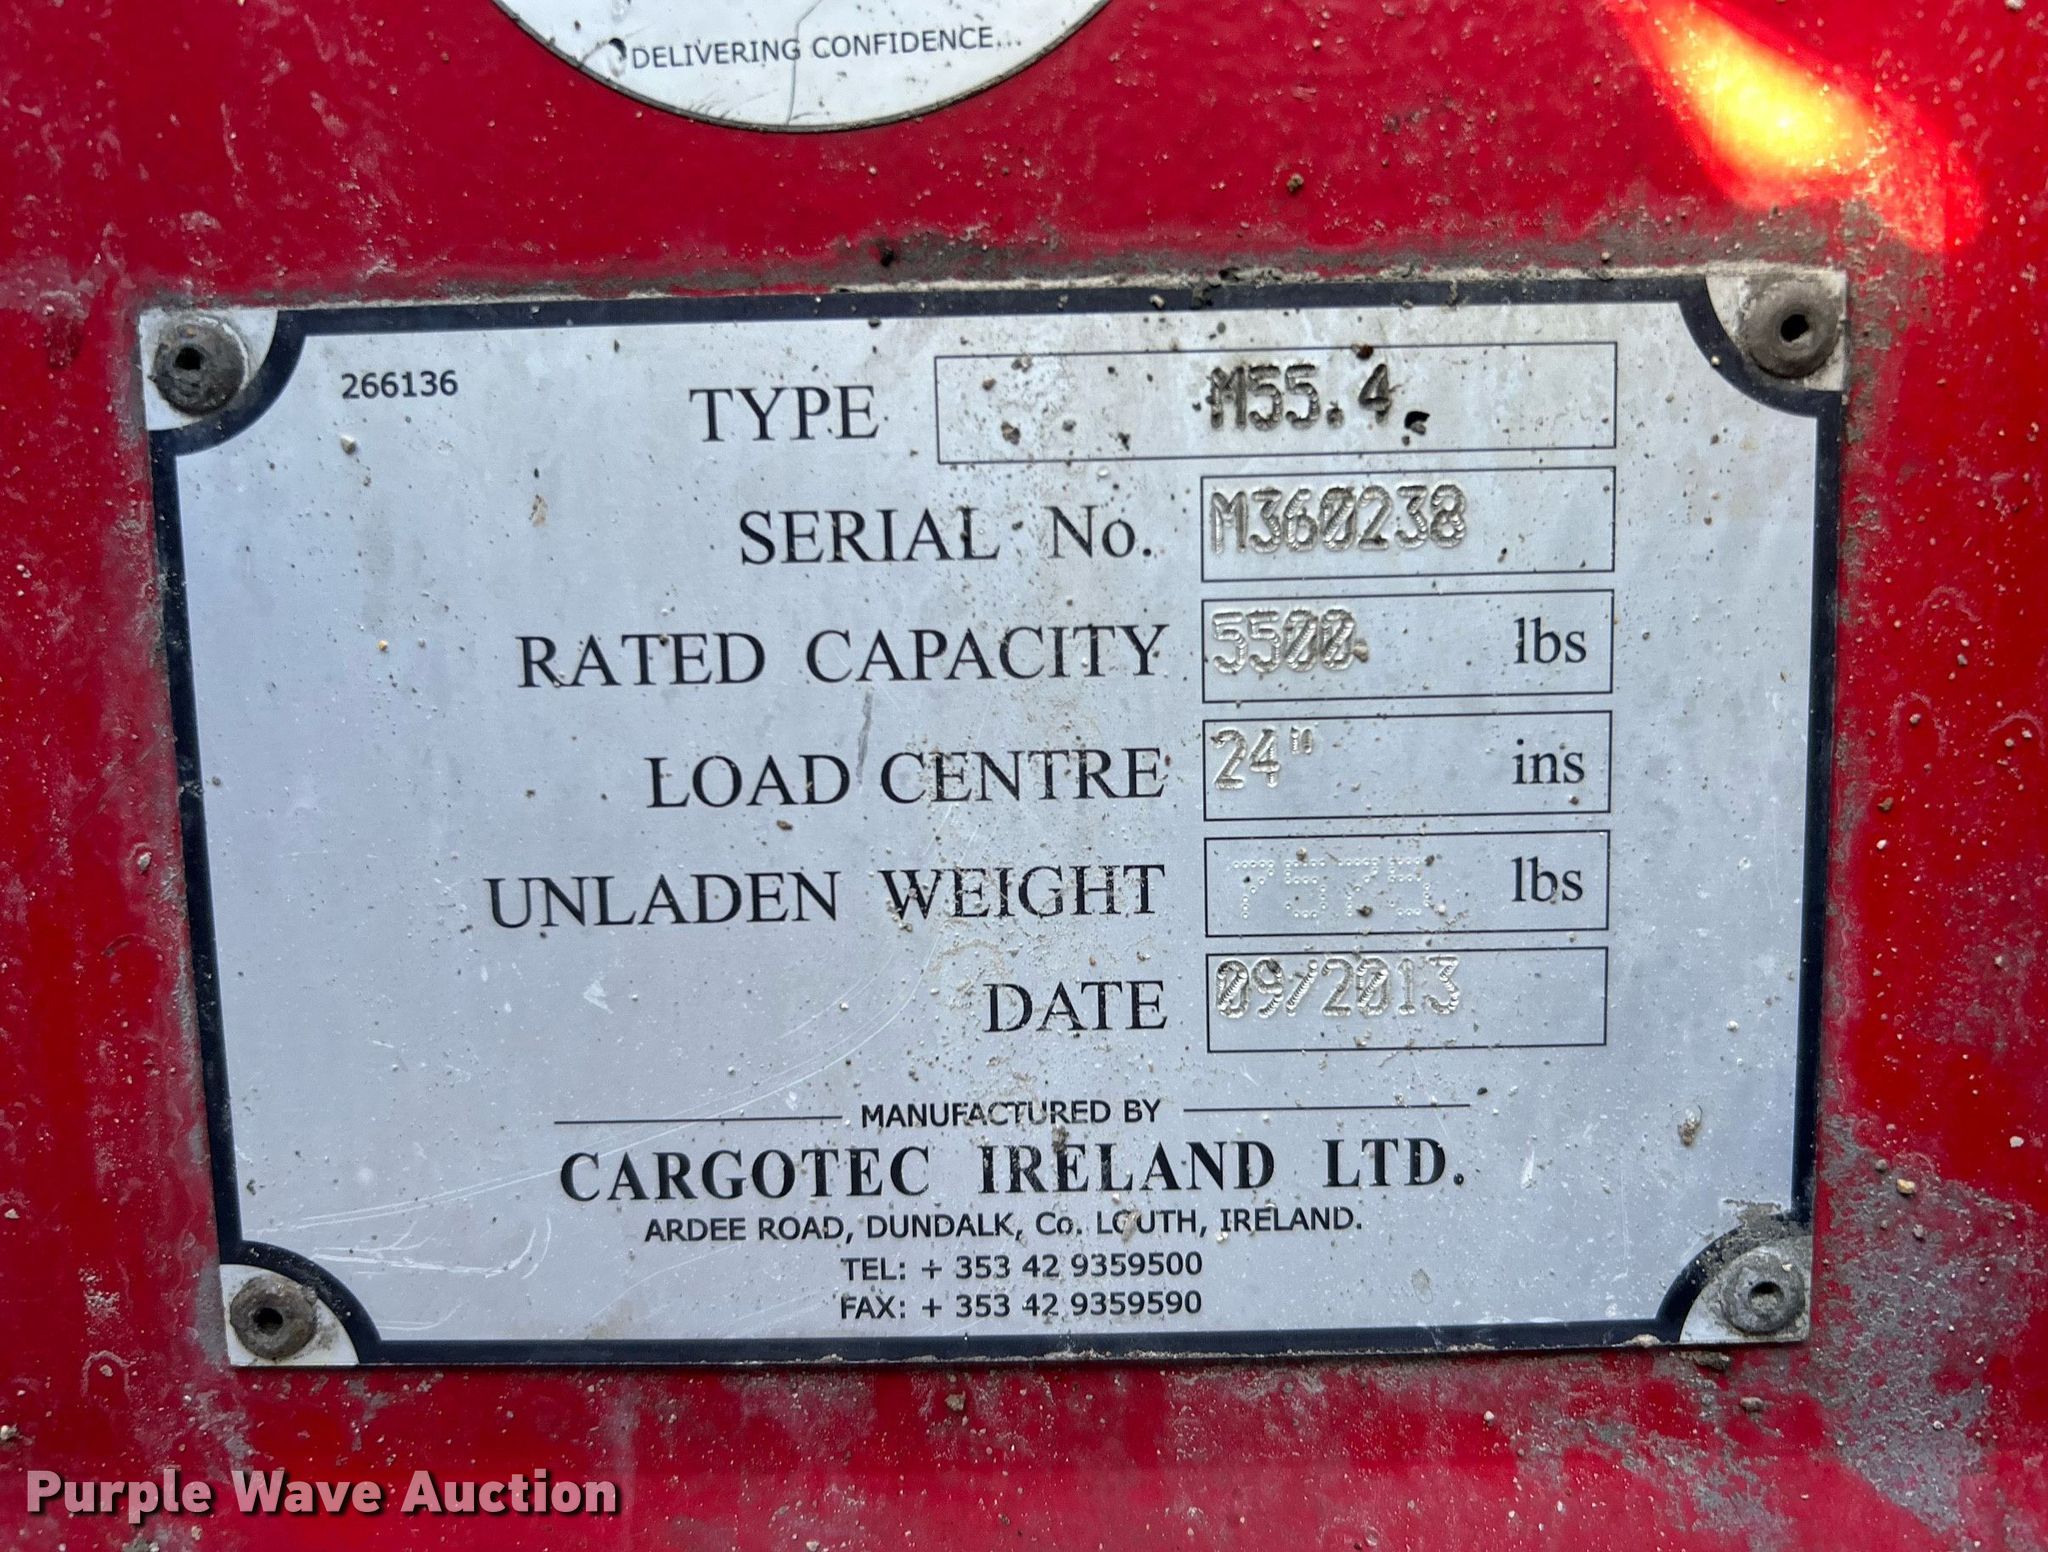 DELIVERING CONFIDENCE...
266136
TYPE M55.4
SERIAL No. M360238
RATED CAPACITY 5500 lbs
LOAD CENTRE 24" ins
UNLADEN WEIGHT 7575 lbs
DATE 09/2013
MANUFACTURED BY
CARGOTEC IRELAND LTD.
ARDEE ROAD, DUNDALK, Co. LOUTH, IRELAND.
TEL: + 353 42 9359500
FAX: + 353 42 9359590
Purple Wave Auction